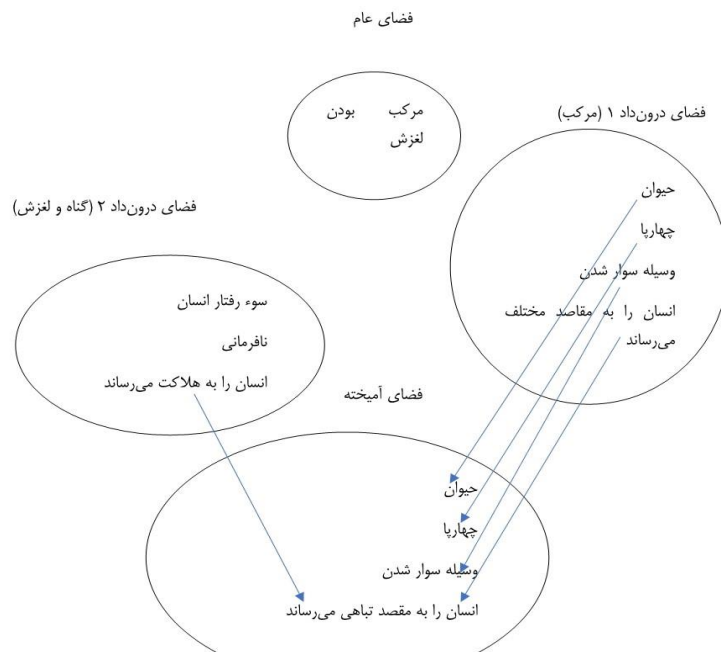 فضای عام
مرکب بودن
لغزش
فضای درون‌داد ۱ (مرکب)
حیوان
چهارپا
وسیله سوار شدن
انسان را به مقاصد مختلف
می‌رساند
فضای درون‌داد ۲ (گناه و لغزش)
سوء رفتار انسان
نافرمانی
انسان را به هلاکت می‌رساند
فضای آمیخته
حیوان
چهارپا
وسیله سوار شدن
انسان را به مقصد تباهی می‌رساند